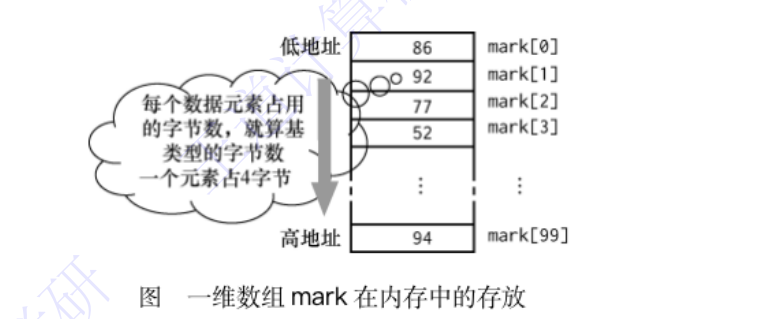 低地址 86 mark[0]
92 mark[1]
77 mark[2]
52 mark[3]
每个数据元素占用
的字节数，就算基
类型的字节数
一个元素占4字节
⋮ ⋮
高地址 94 mark[99]
图 一维数组 mark 在内存中的存放